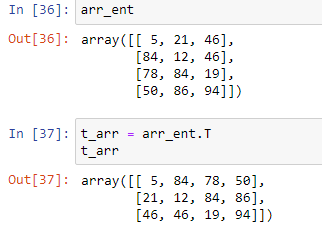 In [36]: arr_ent
Out[36]: array([[ 5, 21, 46],
[84, 12, 46],
[78, 84, 19],
[50, 86, 94]])
In [37]: t_arr = arr_ent.T
t_arr
Out[37]: array([[ 5, 84, 78, 50],
[21, 12, 84, 86],
[46, 46, 19, 94]])